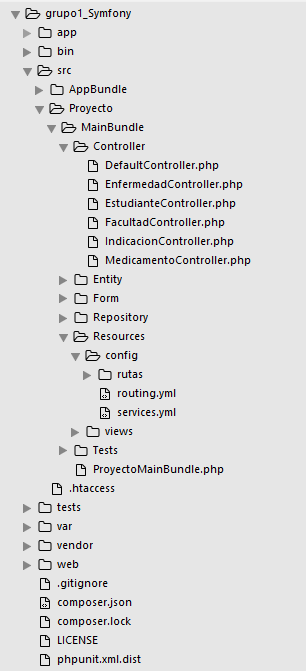 grupo1_Symfony
app
bin
src
AppBundle
Proyecto
MainBundle
Controller
DefaultController.php
EnfermedadController.php
EstudianteController.php
FacultadController.php
IndicacionController.php
MedicamentoController.php
Entity
Form
Repository
Resources
config
rutas
routing.yml
services.yml
views
Tests
ProyectoMainBundle.php
.htaccess
tests
var
vendor
web
.gitignore
composer.json
composer.lock
LICENSE
phpunit.xml.dist